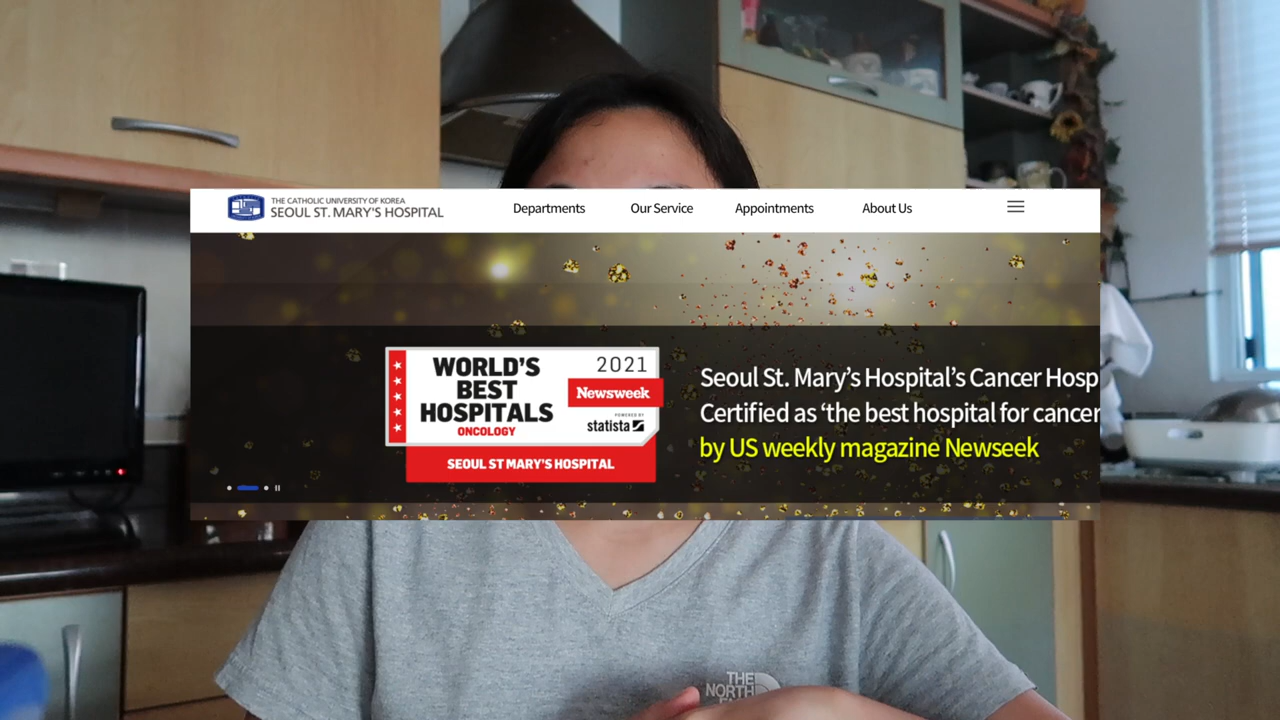 THE CATHOLIC UNIVERSITY OF KOREA
SEOUL ST. MARY'S HOSPITAL
Departments
Our Service
Appointments
About Us
WORLD'S
BEST
HOSPITALS
ONCOLOGY
2021
Newsweek
POWERED BY
statista
SEOUL ST MARY'S HOSPITAL
Seoul St. Mary's Hospital's Cancer Hosp
Certified as ‘the best hospital for cancer
by US weekly magazine Newseek
THE
NORTH